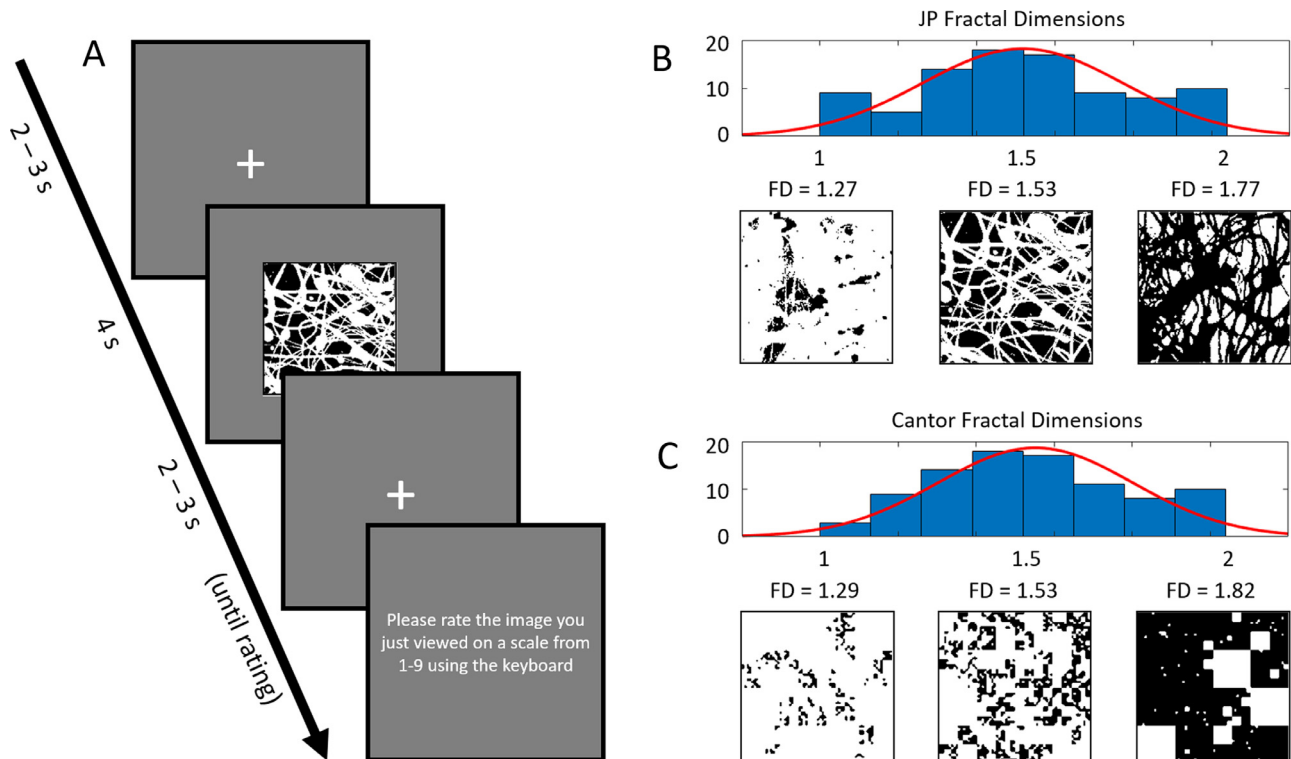 A
2 – 3 s
4 s
2 – 3 s
(until rating)
Please rate the image you
just viewed on a scale from
1-9 using the keyboard
B
JP Fractal Dimensions
20
10
0
1 1.5 2
FD = 1.27 FD = 1.53 FD = 1.77
C
Cantor Fractal Dimensions
20
10
0
1 1.5 2
FD = 1.29 FD = 1.53 FD = 1.82